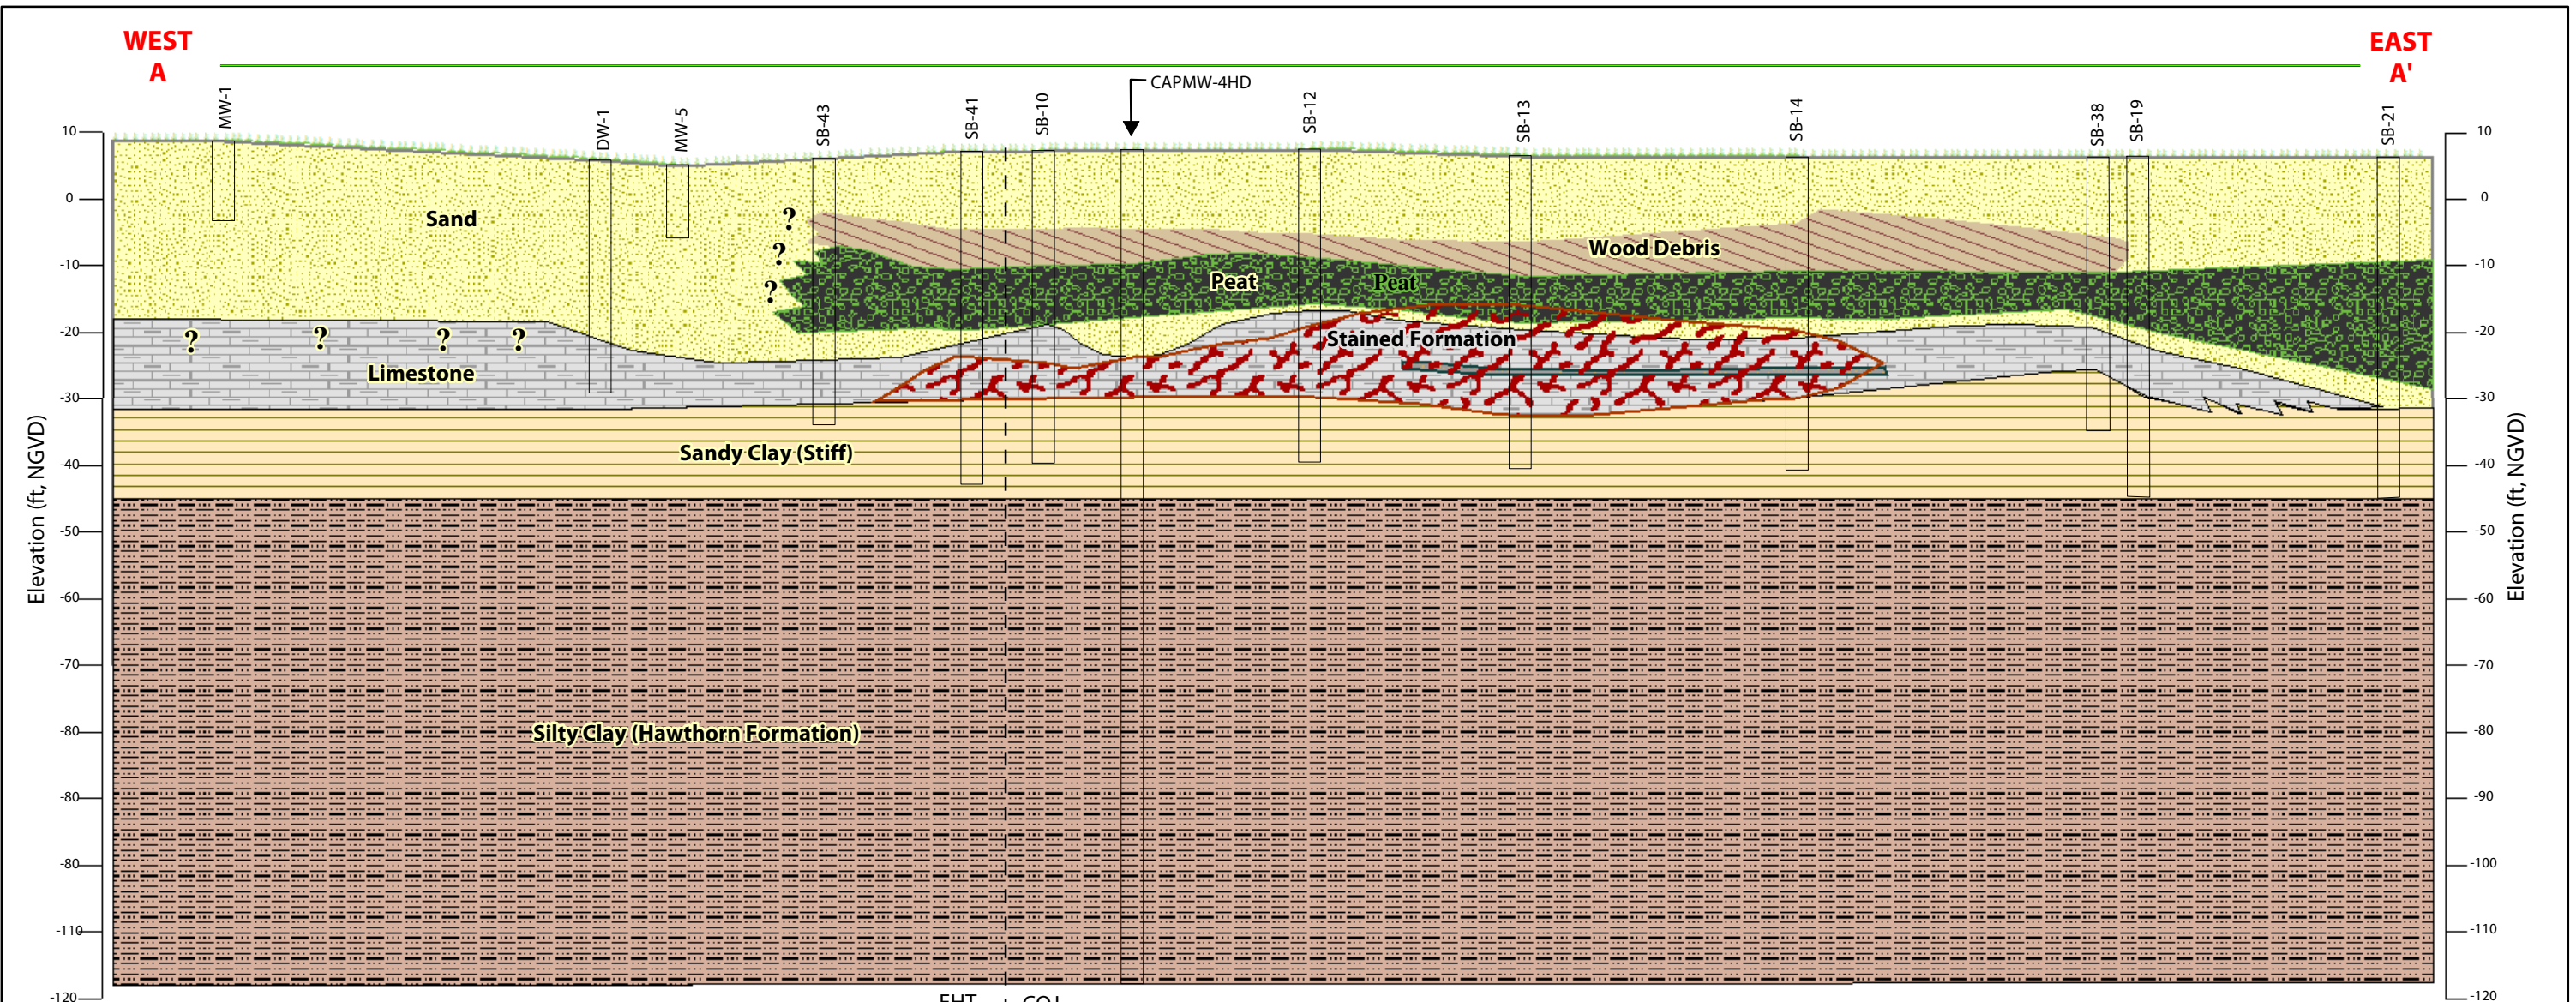 WEST
A
EAST
A'
CAPMW-4HD
MW-1
DW-1
MW-5
SB-43
SB-41
SB-10
SB-12
SB-13
SB-14
SB-38
SB-19
SB-21
10
0
-10
-20
-30
-40
-50
-60
-70
-80
-80
-80
-110
-120
Elevation (ft, NGVD)
Sand
?
?
?
Wood Debris
Peat
Peat
? ? ? ?
Stained Formation
Limestone
Sandy Clay (Stiff)
Silty Clay (Hawthorn Formation)
10
0
-10
-20
-30
-40
-50
-60
-70
-80
-90
-100
-110
-120
Elevation (ft, NGVD)